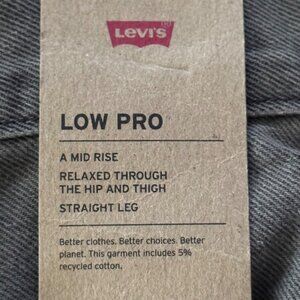 Levi's
LOW PRO
A MID RISE
RELAXED THROUGH
THE HIP AND THIGH
STRAIGHT LEG
Better clothes. Better choices. Better
planet. This garment includes 5%
recycled cotton.